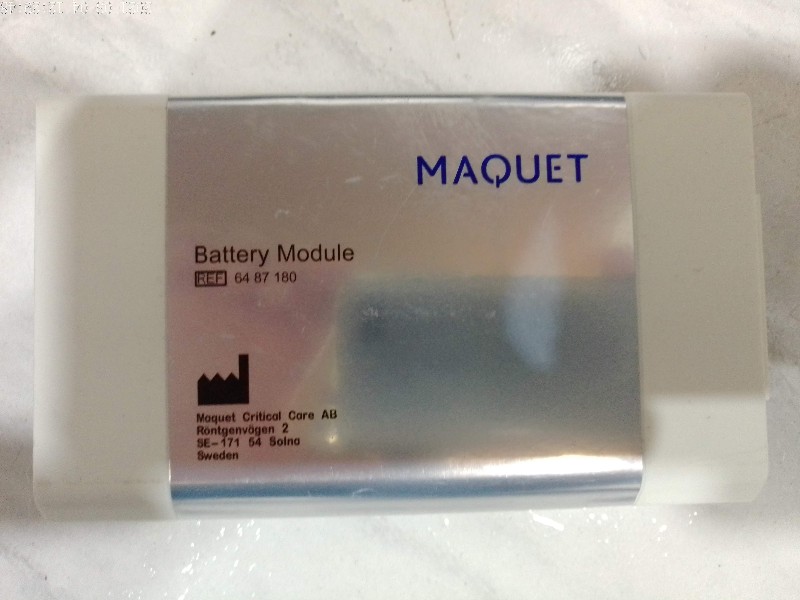 MAQUET
Battery Module
REF 64 87 180
Maquet Critical Care AB
Röntgenvägen 2
SE-171 54 Solna
Sweden